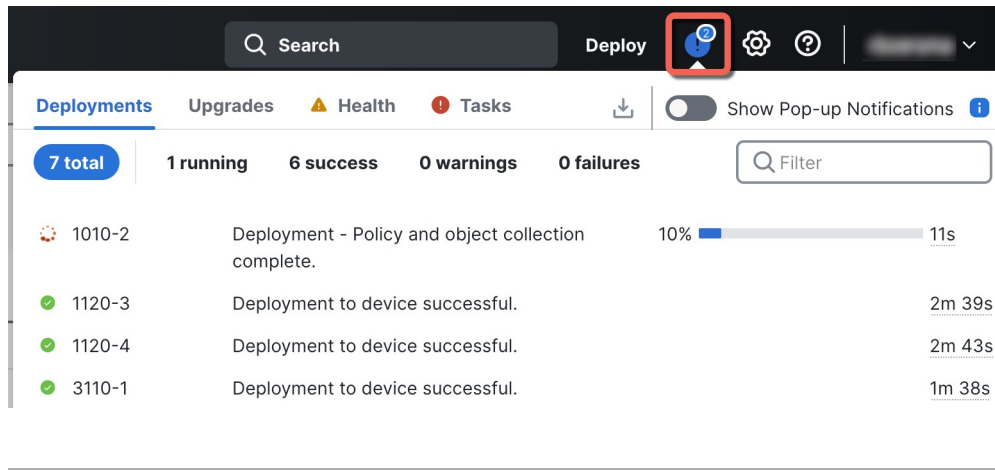 Search Deploy 2
Deployments Upgrades Health Tasks Show Pop-up Notifications i
7 total 1 running 6 success 0 warnings 0 failures Filter
1010-2 Deployment - Policy and object collection 10% 11s
complete.
1120-3 Deployment to device successful. 2m 39s
1120-4 Deployment to device successful. 2m 43s
3110-1 Deployment to device successful. 1m 38s